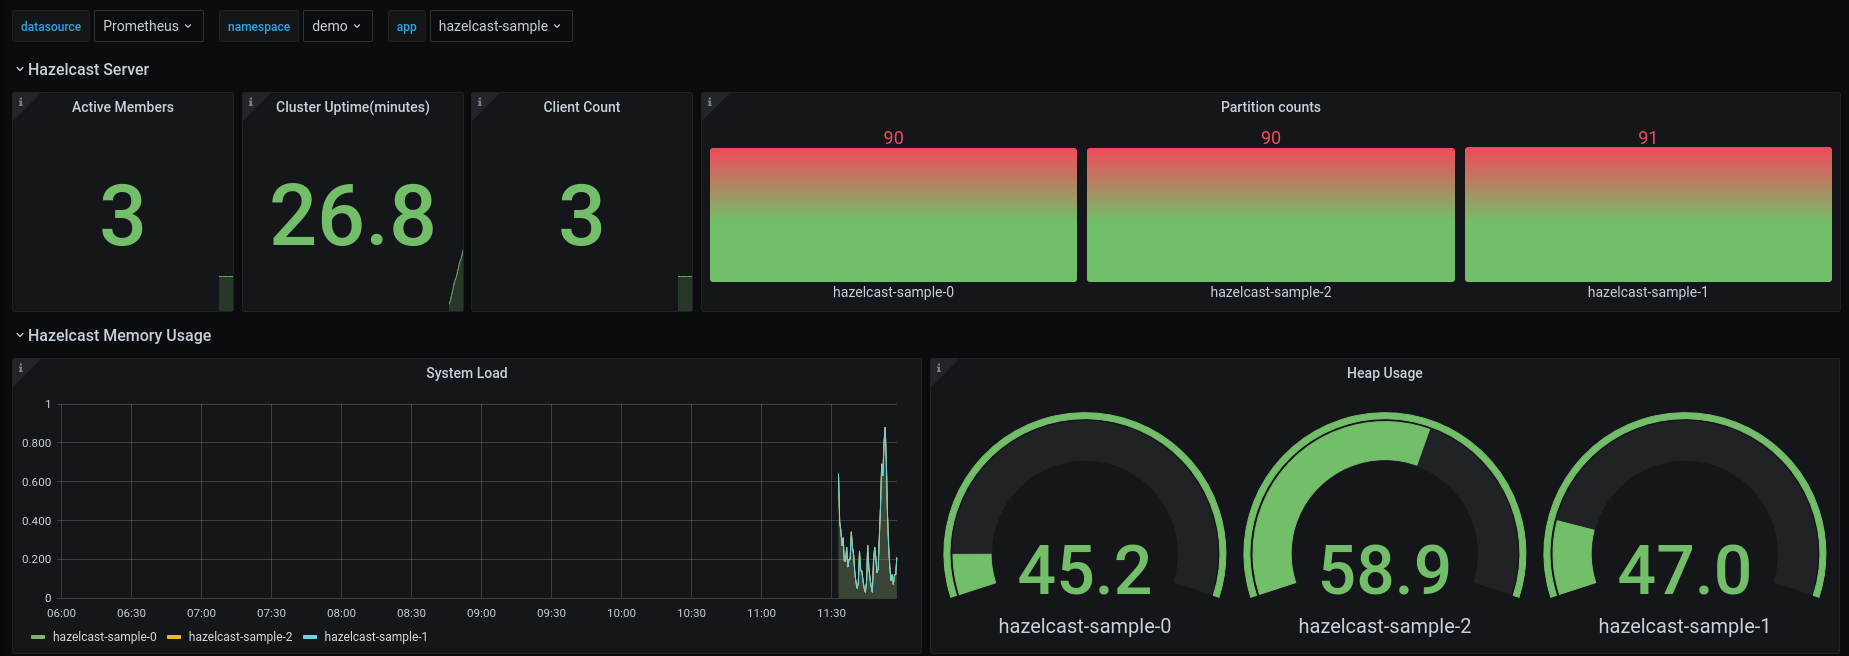 datasource Prometheus namespace demo app hazelcast-sample
Hazelcast Server
i Active Members
3
i Cluster Uptime(minutes)
26.8
i Client Count
3
i Partition counts
90 90 91
hazelcast-sample-0 hazelcast-sample-2 hazelcast-sample-1
Hazelcast Memory Usage
i System Load
1
0.800
0.600
0.400
0.200
0
06:00 06:30 07:00 07:30 08:00 08:30 09:00 09:30 10:00 10:30 11:00 11:30
hazelcast-sample-0 hazelcast-sample-2 hazelcast-sample-1
i Heap Usage
45.2 58.9 47.0
hazelcast-sample-0 hazelcast-sample-2 hazelcast-sample-1